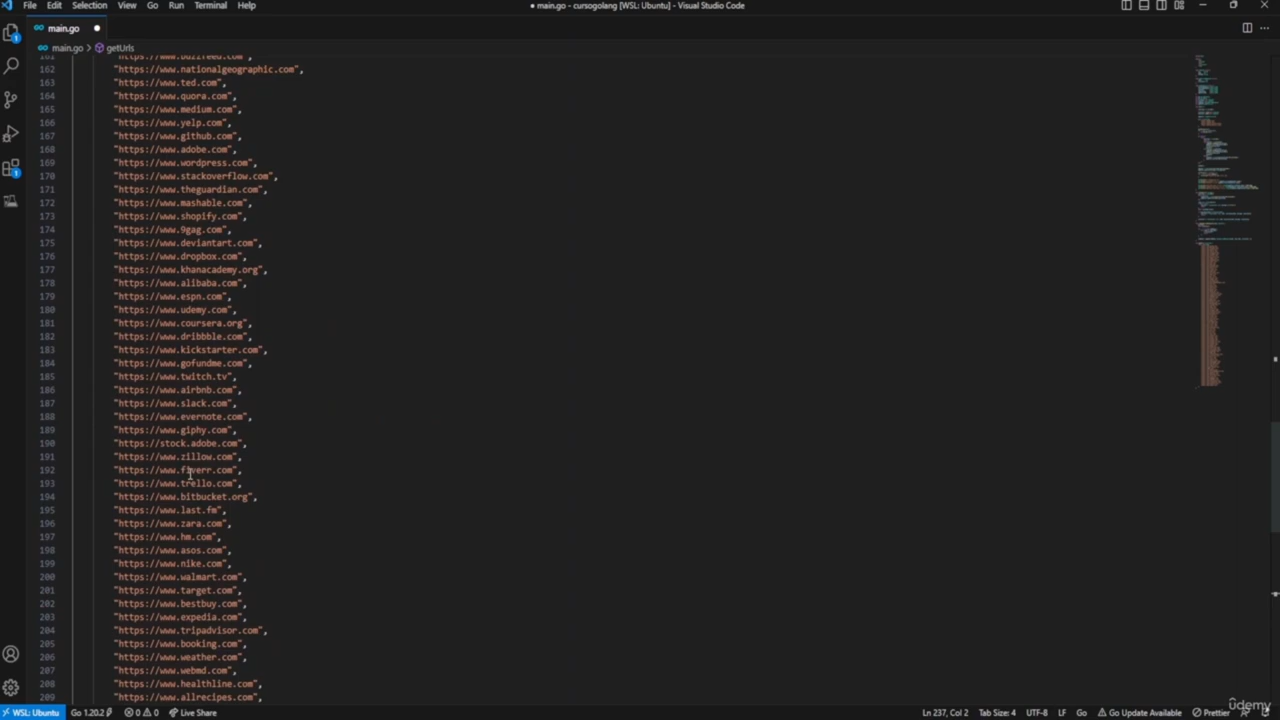 File Edit Selection View Go Run Terminal Help
● main.go - cursogolang [WSL: Ubuntu] - Visual Studio Code
main.go ●
main.go > getUrls
161 "https://www.buzzfeed.com",
162 "https://www.nationalgeographic.com",
163 "https://www.ted.com",
164 "https://www.quora.com",
165 "https://www.medium.com",
166 "https://www.yelp.com",
167 "https://www.github.com",
168 "https://www.adobe.com",
169 "https://www.wordpress.com",
170 "https://www.stackoverflow.com",
171 "https://www.theguardian.com",
172 "https://www.mashable.com",
173 "https://www.shopify.com",
174 "https://www.9gag.com",
175 "https://www.deviantart.com",
176 "https://www.dropbox.com",
177 "https://www.khanacademy.org",
178 "https://www.alibaba.com",
179 "https://www.espn.com",
180 "https://www.udemy.com",
181 "https://www.coursera.org",
182 "https://www.dribbble.com",
183 "https://www.kickstarter.com",
184 "https://www.gofundme.com",
185 "https://www.twitch.tv",
186 "https://www.airbnb.com",
187 "https://www.slack.com",
188 "https://www.evernote.com",
189 "https://www.giphy.com",
190 "https://stock.adobe.com",
191 "https://www.zillow.com",
192 "https://www.fiverr.com",
193 "https://www.trello.com",
194 "https://www.bitbucket.org",
195 "https://www.last.fm",
196 "https://www.zara.com",
197 "https://www.hm.com",
198 "https://www.asos.com",
199 "https://www.nike.com",
200 "https://www.walmart.com",
201 "https://www.target.com",
202 "https://www.bestbuy.com",
203 "https://www.expedia.com",
204 "https://www.tripadvisor.com",
205 "https://www.booking.com",
206 "https://www.weather.com",
207 "https://www.webmd.com",
208 "https://www.healthline.com",
209 "https://www.allrecipes.com",
WSL: Ubuntu Go 1.20.2 0 0 Live Share Ln 237, Col 2 Tab Size: 4 UTF-8 LF Go Go Update Available Prettier
udemy